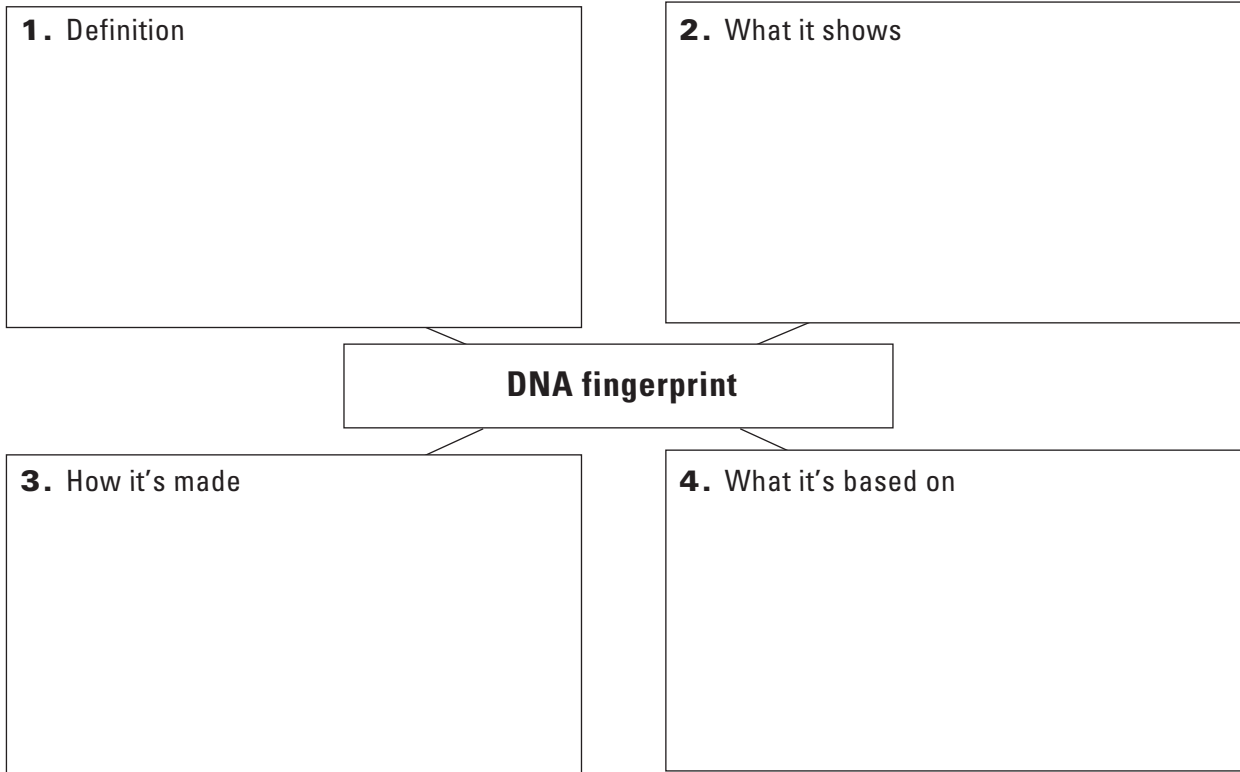 1. Definition
2. What it shows
DNA fingerprint
3. How it's made
4. What it's based on